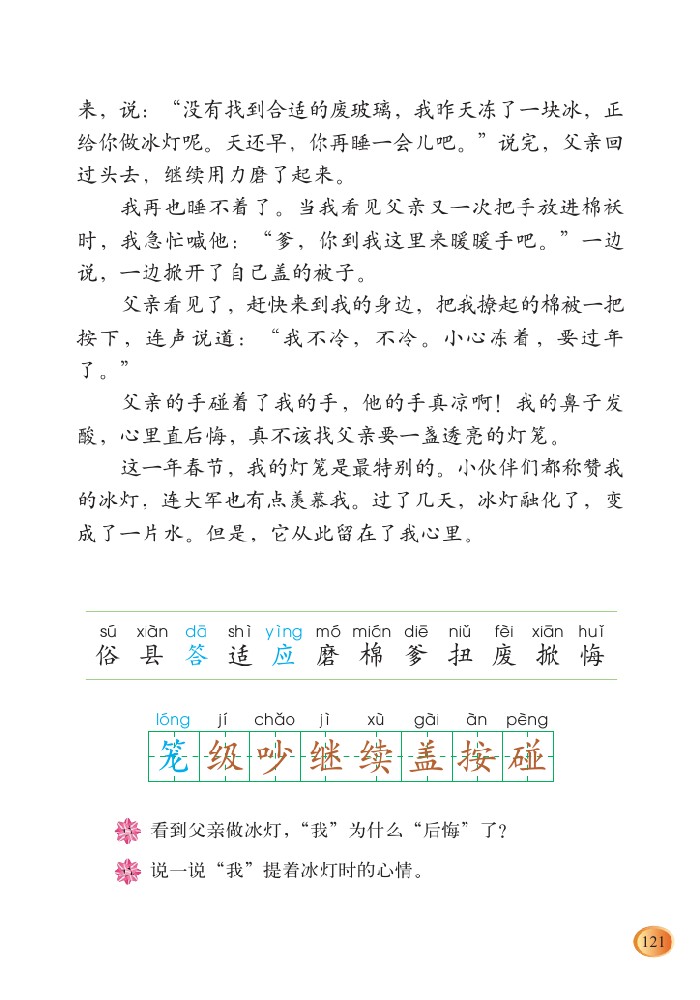 来，说：“没有找到合适的废玻璃，我昨天冻了一块冰，正
给你做冰灯呢。天还早，你再睡一会儿吧。”说完，父亲回
过头去，继续用力磨了起来。
我再也睡不着了。当我看见父亲又一次把手放进棉袄
时，我急忙喊他：“爹，你到我这里来暖暖手吧。”一边
说，一边掀开了自己盖的被子。
父亲看见了，赶快来到我的身边，把我撩起的棉被一把
按下，连声说道：“我不冷，不冷。小心冻着，要过年
了。”
父亲的手碰着了我的手，他的手真凉啊！我的鼻子发
酸，心里直后悔，真不该找父亲要一盏透亮的灯笼。
这一年春节，我的灯笼是最特别的。小伙伴们都称赞我
的冰灯，连大军也有点羡慕我。过了几天，冰灯融化了，变
成了一片水。但是，它从此留在了我心里。
sú xiàn dā shì yìng mó mián diē niǔ fèi xiān huǐ
俗 县 答 适 应 磨 棉 爹 扭 废 掀 悔
lóng jí chǎo jì xù gài àn pèng
笼 级 吵 继 续 盖 按 碰
看到父亲做冰灯，“我”为什么“后悔”了？
说一说“我”提着冰灯时的心情。
121